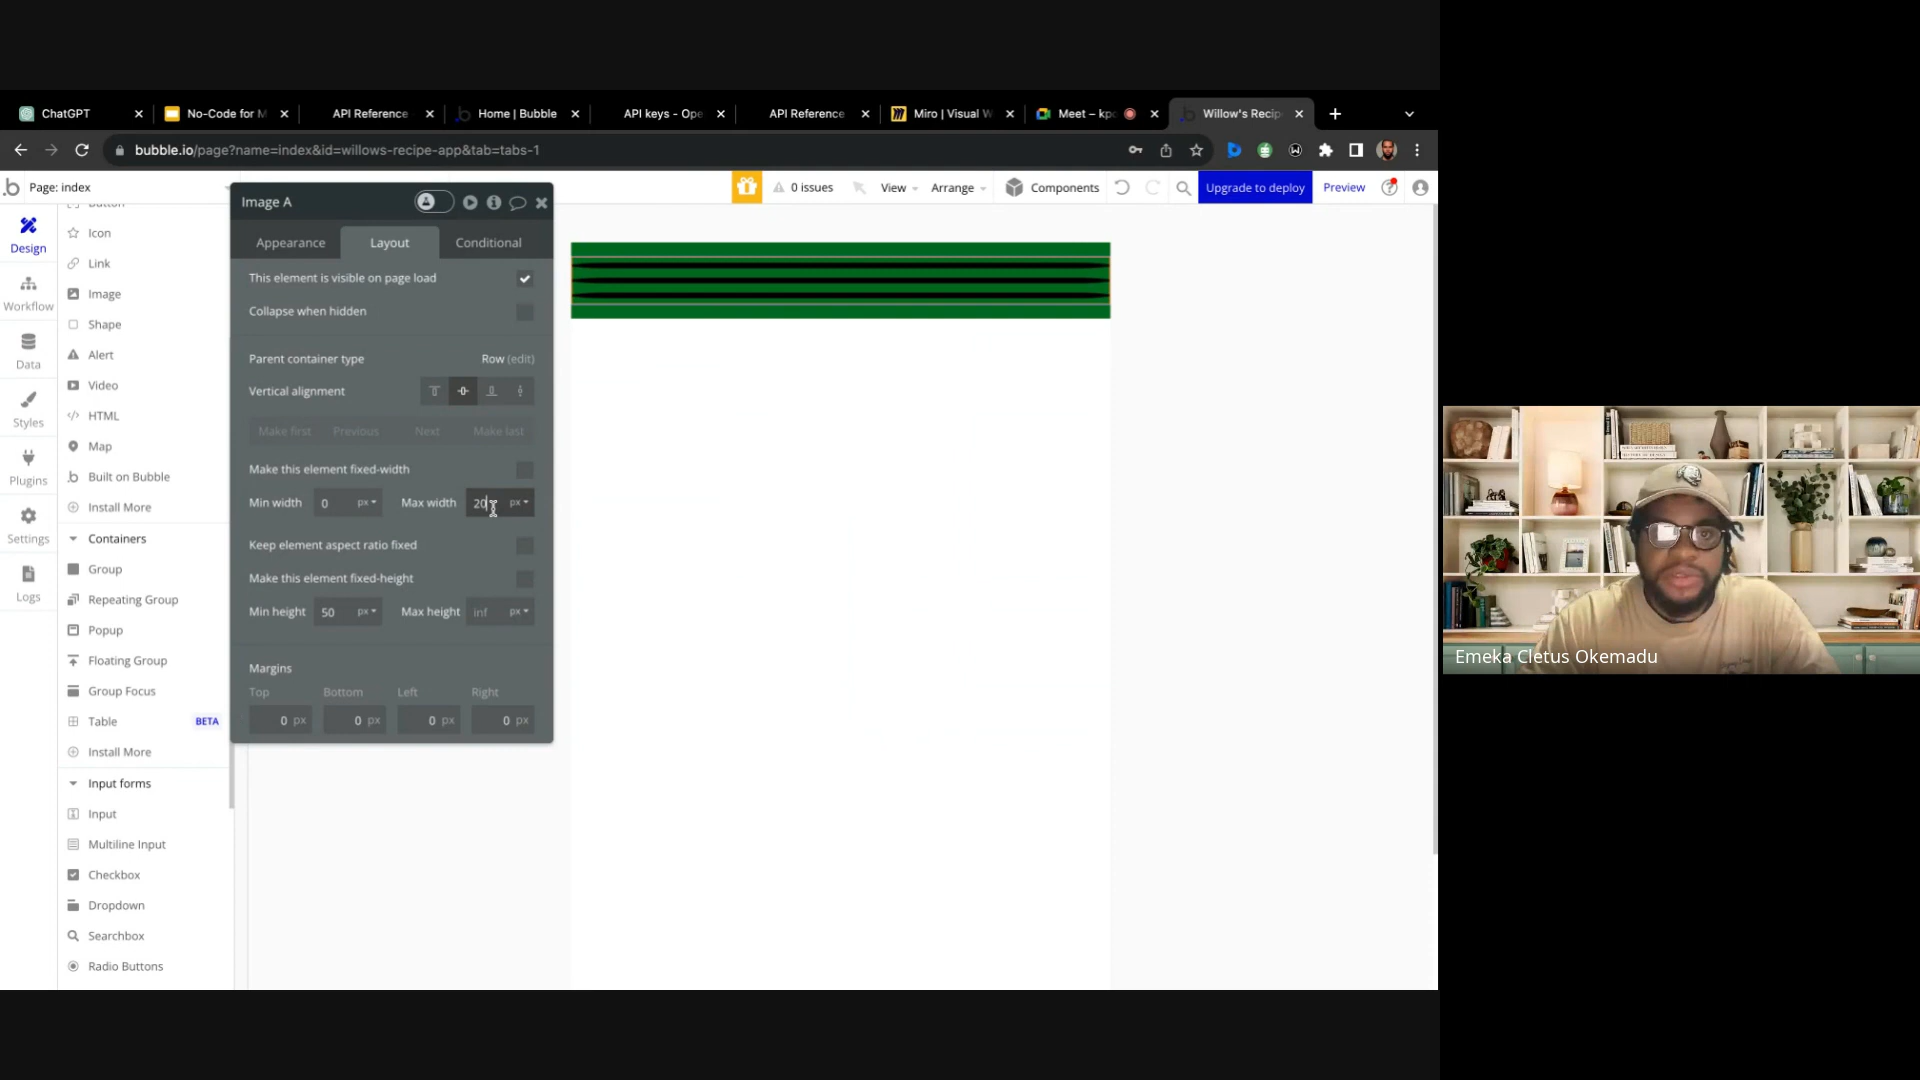 ChatGPT
No-Code for M
API Reference
Home | Bubble
API keys - Ope
API Reference
Miro | Visual W
Meet – kpc
Willow's Recip
bubble.io/page?name=index&id=willows-recipe-app&tab=tabs-1
Page: index
0 issues
View
Arrange
Components
Upgrade to deploy
Preview
Design
Workflow
Data
Styles
Plugins
Settings
Logs
Button
Icon
Link
Image
Shape
Alert
Video
HTML
Map
Built on Bubble
Install More
Containers
Group
Repeating Group
Popup
Floating Group
Group Focus
Table BETA
Install More
Input forms
Input
Multiline Input
Checkbox
Dropdown
Searchbox
Radio Buttons
Image A
Appearance Layout Conditional
This element is visible on page load
Collapse when hidden
Parent container type Row (edit)
Vertical alignment
Make first Previous Next Make last
Make this element fixed-width
Min width 0 px Max width 20 px
Keep element aspect ratio fixed
Make this element fixed-height
Min height 50 px Max height inf px
Margins
Top Bottom Left Right
0 px 0 px 0 px 0 px
Emeka Cletus Okemadu